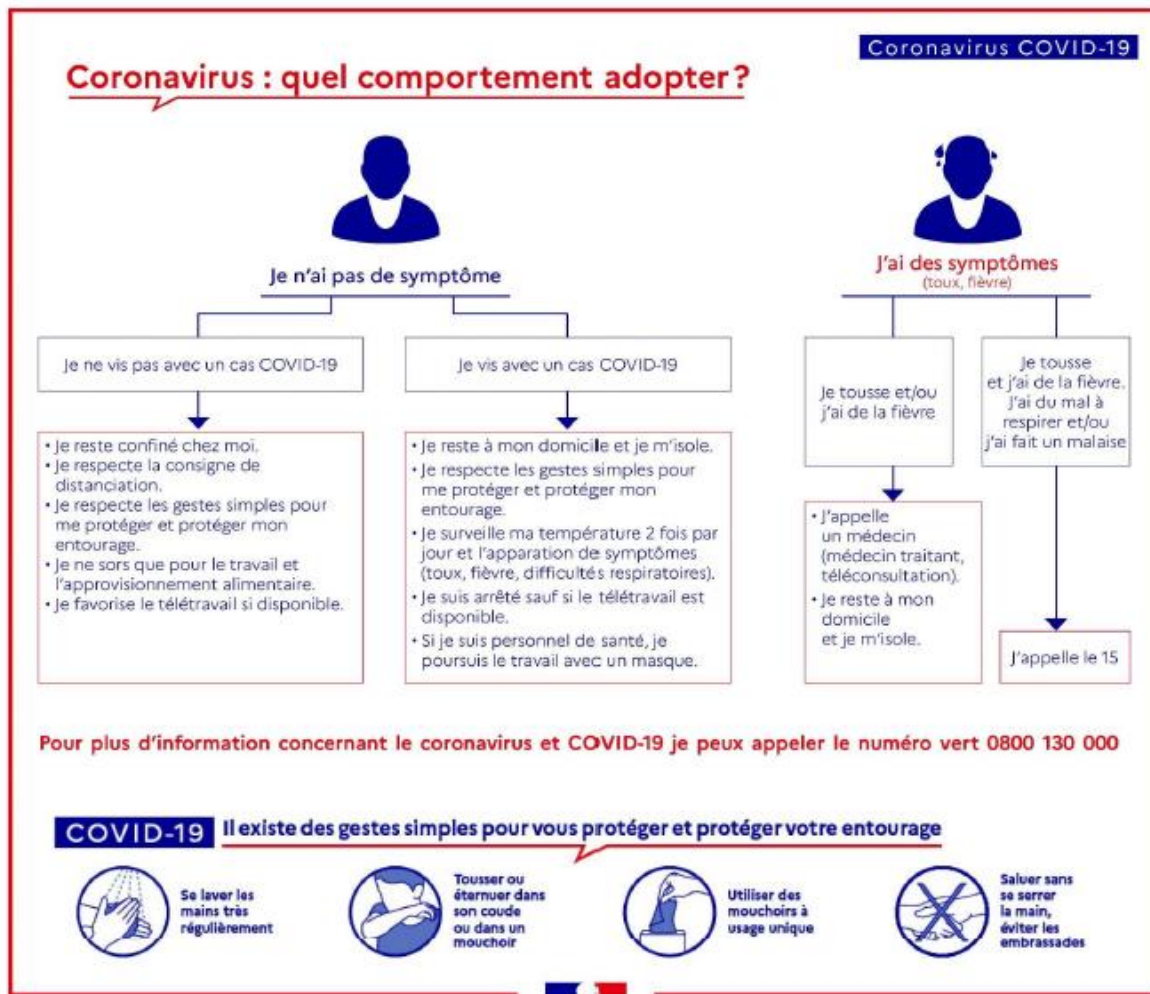 Coronavirus COVID-19
Coronavirus : quel comportement adopter ?
Je n'ai pas de symptôme
Je ne vis pas avec un cas COVID-19
• Je reste confiné chez moi.
• Je respecte la consigne de
distanciation.
• Je respecte les gestes simples pour
me protéger et protéger mon
entourage.
• Je ne sors que pour le travail et
l'approvisionnement alimentaire.
• Je favorise le télétravail si disponible.
Je vis avec un cas COVID-19
• Je reste à mon domicile et je m'isole.
• Je respecte les gestes simples pour
me protéger et protéger mon
entourage.
• Je surveille ma température 2 fois par
jour et l'apparation de symptômes
(toux, fièvre, difficultés respiratoires).
• Je suis arrêté sauf si le télétravail est
disponible.
• Si je suis personnel de santé, je
poursuis le travail avec un masque.
J'ai des symptômes
(toux, fièvre)
Je tousse et/ou
j'ai de la fièvre
• J'appelle
un médecin
(médecin traitant,
téléconsultation).
• Je reste à mon
domicile
et je m'isole.
Je tousse
et j'ai de la fièvre.
J'ai du mal à
respirer et/ou
j'ai fait un malaise
J'appelle le 15
Pour plus d'information concernant le coronavirus et COVID-19 je peux appeler le numéro vert 0800 130 000
COVID-19 Il existe des gestes simples pour vous protéger et protéger votre entourage
Se laver les
mains très
régulièrement
Tousser ou
éternuer dans
son coude
ou dans un
mouchoir
Utiliser des
mouchoirs à
usage unique
Saluer sans
se serrer
la main,
éviter les
embrassades